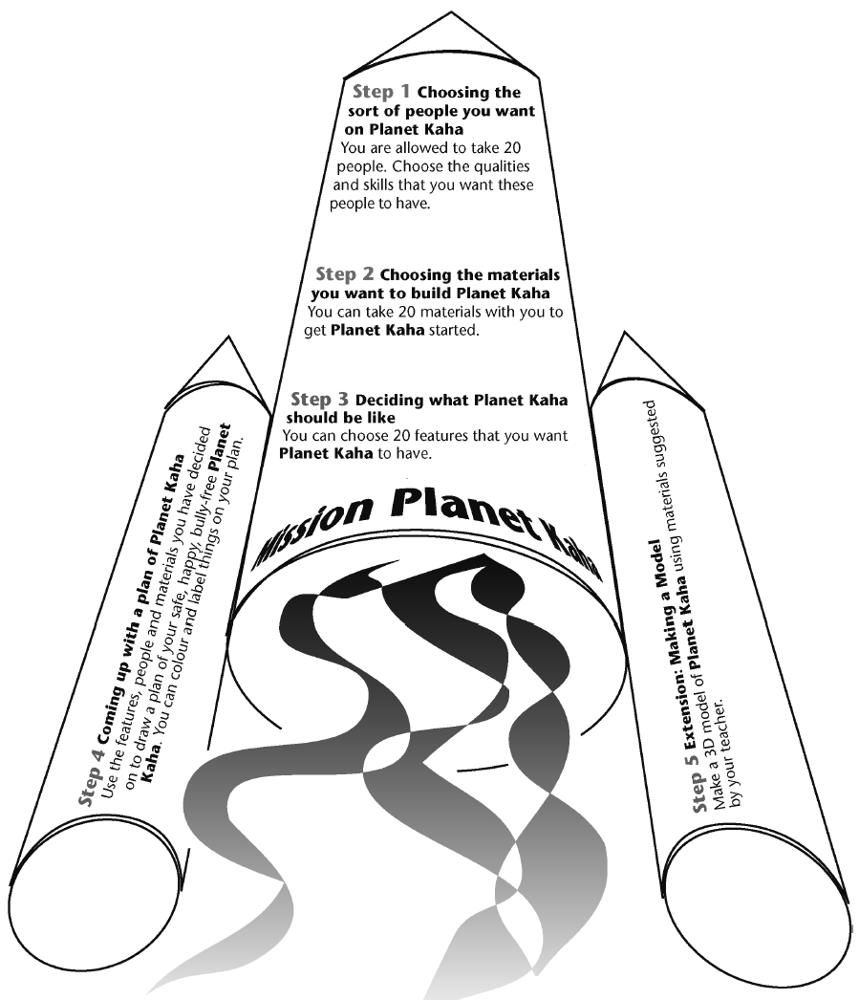 Step 1 Choosing the
sort of people you want
on Planet Kaha
You are allowed to take 20
people. Choose the qualities
and skills that you want these
people to have.
Step 2 Choosing the materials
you want to build Planet Kaha
You can take 20 materials with you to
get Planet Kaha started.
Step 3 Deciding what Planet Kaha
should be like
You can choose 20 features that you want
Planet Kaha to have.
Mission Planet Kaha
Step 4 Coming up with a plan of Planet Kaha
Use the features, people and materials you have decided
on to draw a plan of your safe, happy, bully-free Planet
Kaha. You can colour and label things on your plan.
Step 5 Extension: Making a Model
Make a 3D model of Planet Kaha using materials suggested
by your teacher.